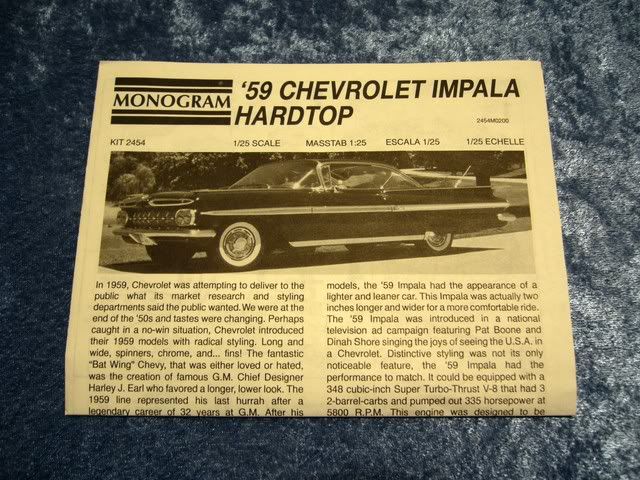 MONOGRAM
'59 CHEVROLET IMPALA
HARDTOP
2454M0200
KIT 2454 1/25 SCALE MASSTAB 1:25 ESCALA 1/25 1/25 ECHELLE
In 1959, Chevrolet was attempting to deliver to the
public what its market research and styling
departments said the public wanted. We were at the
end of the '50s and tastes were changing. Perhaps
caught in a no-win situation, Chevrolet introduced
their 1959 models with radical styling. Long and
wide, spinners, chrome, and... fins! The fantastic
"Bat Wing" Chevy, that was either loved or hated,
was the creation of famous G.M. Chief Designer
Harley J. Earl who favored a longer, lower look. The
1959 line represented his last hurrah after a
legendary career of 32 years at G.M. After his
models, the '59 Impala had the appearance of a
lighter and leaner car. This Impala was actually two
inches longer and wider for a more comfortable ride.
The '59 Impala was introduced in a national
television ad campaign featuring Pat Boone and
Dinah Shore singing the joys of seeing the U.S.A. in
a Chevrolet. Distinctive styling was not its only
noticeable feature, the '59 Impala had the
performance to match. It could be equipped with a
348 cubic-inch Super Turbo-Thrust V-8 that had 3
2-barrel-carbs and pumped out 335 horsepower at
5800 R.P.M. This engine was designed to be